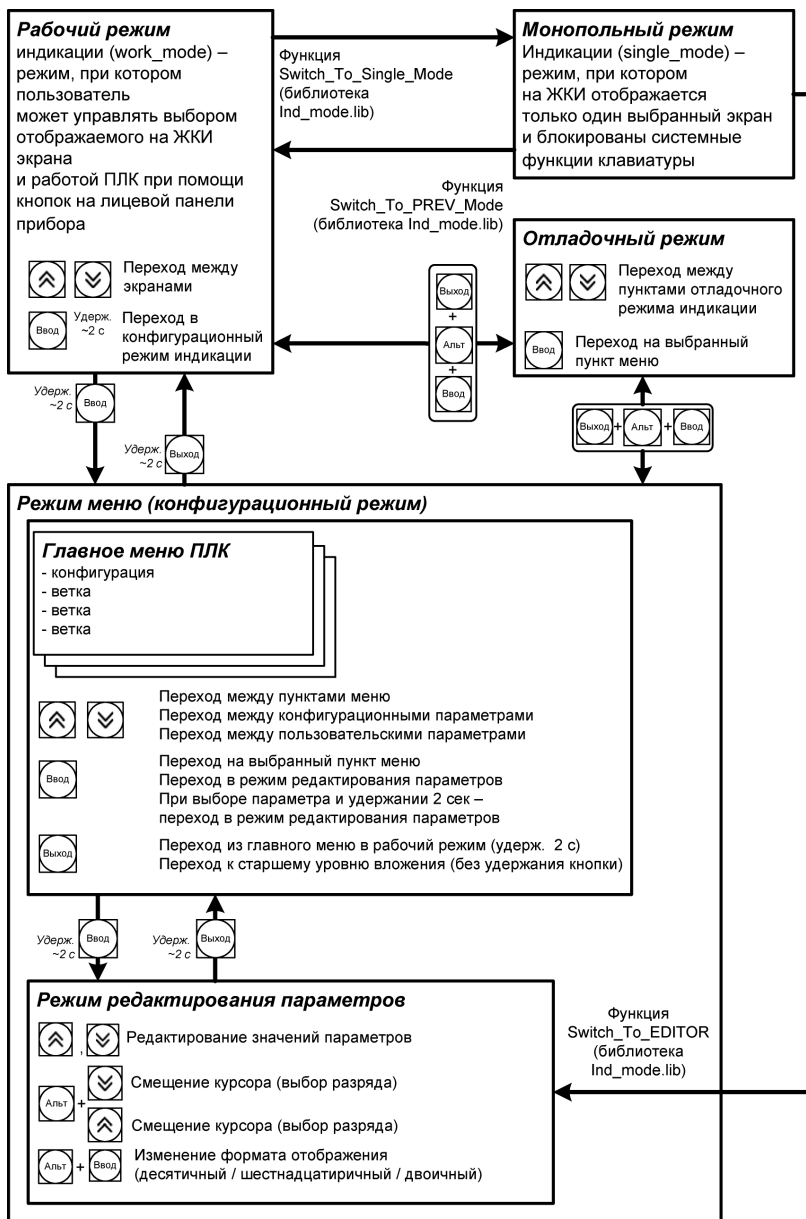 Рабочий режим
индикации (work_mode) –
режим, при котором
пользователь
может управлять выбором
отображаемого на ЖКИ
экрана
и работой ПЛК при помощи
кнопок на лицевой панели
прибора
Переход между
экранами
Ввод
Удерж.
~2 с
Переход в
конфигурационный
режим индикации
Функция
Switch_To_Single_Mode
(библиотека
Ind_mode.lib)
Монопольный режим
Индикации (single_mode) –
режим, при котором
на ЖКИ отображается
только один выбранный экран
и блокированы системные
функции клавиатуры
Функция
Switch_To_PREV_Mode
(библиотека Ind_mode.lib)
Отладочный режим
Переход между
пунктами отладочного
режима индикации
Ввод
Переход на выбранный
пункт меню
Выход
+
Альт
+
Ввод
Удерж.
~2 с
Ввод
Удерж.
~2 с
Выход
Выход + Альт + Ввод
Режим меню (конфигурационный режим)
Главное меню ПЛК
- конфигурация
- ветка
- ветка
- ветка
Переход между пунктами меню
Переход между конфигурационными параметрами
Переход между пользовательскими параметрами
Ввод
Переход на выбранный пункт меню
Переход в режим редактирования параметров
При выборе параметра и удержании 2 сек –
переход в режим редактирования параметров
Выход
Переход из главного меню в рабочий режим (удерж. 2 с)
Переход к старшему уровню вложения (без удержания кнопки)
Удерж.
~2 с
Ввод
Удерж.
~2 с
Выход
Режим редактирования параметров
, Редактирование значений параметров
Альт +
Смещение курсора (выбор разряда)
Смещение курсора (выбор разряда)
Альт + Ввод
Изменение формата отображения
(десятичный / шестнадцатиричный / двоичный)
Функция
Switch_To_EDITOR
(библиотека
Ind_mode.lib)